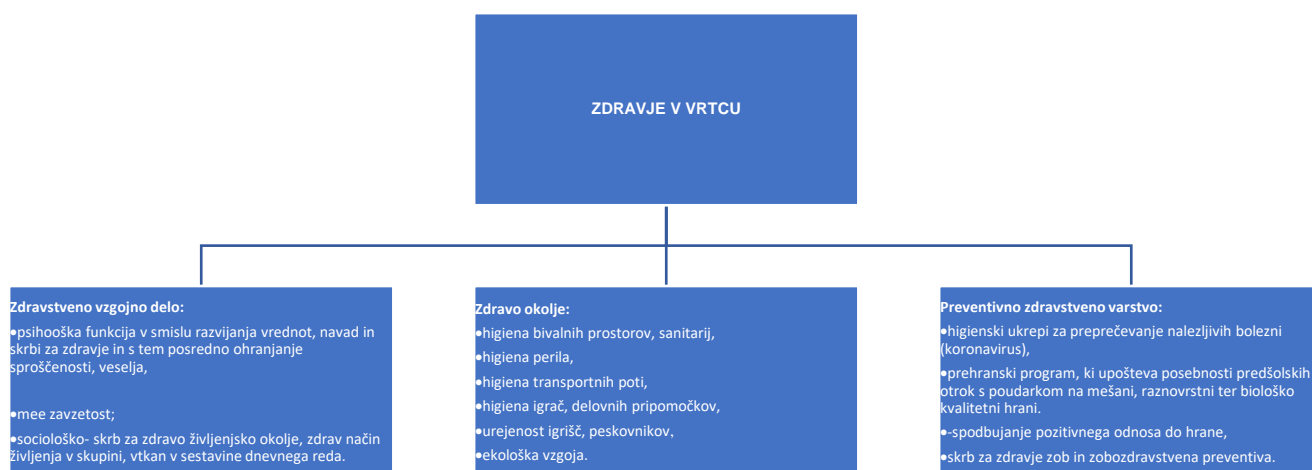 ZDRAVJE V VRTCU
Zdravstveno vzgojno delo:
•psihooška funkcija v smislu razvijanja vrednot, navad in
skrbi za zdravje in s tem posredno ohranjanje
sproščenosti, veselja,
•mee zavzetost;
•sociološko- skrb za zdravo življenjsko okolje, zdrav način
življenja v skupini, vtkan v sestavine dnevnega reda.
Zdravo okolje:
•higiena bivalnih prostorov, sanitarij,
•higiena perila,
•higiena transportnih poti,
•higiena igrač, delovnih pripomočkov,
•urejenost igrišč, peskovnikov,
•ekološka vzgoja.
Preventivno zdravstveno varstvo:
•higienski ukrepi za preprečevanje nalezljivih bolezni
(koronavirus),
•prehranski program, ki upošteva posebnosti predšolskih
otrok s poudarkom na mešani, raznovrstni ter biološko
kvalitetni hrani.
•-spodbujanje pozitivnega odnosa do hrane,
•skrb za zdravje zob in zobozdravstvena preventiva.